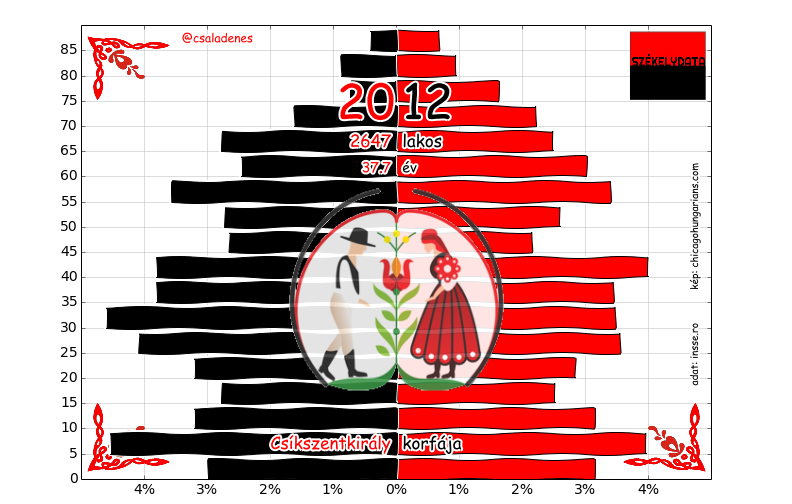 @csaladenes
SZÉKELYDATA
2012
2647 lakos
37.7 év
85
80
75
70
65
60
55
50
45
40
35
30
25
20
15
10
5
0
kép: chicagohungarians.com
adat: insse.ro
Csíkszentkirály korfája
4% 3% 2% 1% 0% 1% 2% 3% 4%